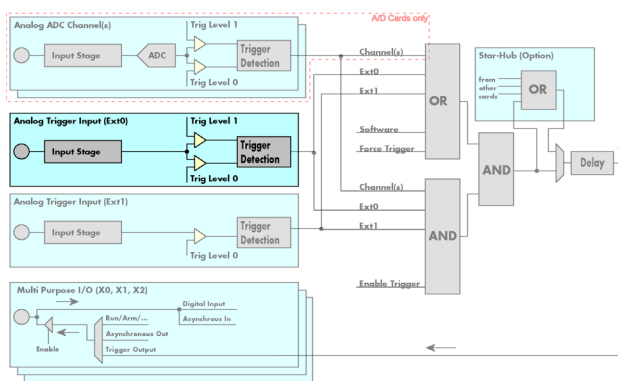 A/D Cards only
Analog ADC Channel(s)
Trig Level 1
Input Stage
ADC
Trigger
Detection
Trig Level 0
Channel(s)
Ext0
Ext1
OR
Software
Force Trigger
Star-Hub (Option)
from
other
cards
OR
Analog Trigger Input (Ext0)
Trig Level 1
Input Stage
Trigger
Detection
Trig Level 0
AND
Delay
Channel(s)
Ext0
Ext1
AND
Enable Trigger
Analog Trigger Input (Ext1)
Input Stage
Trigger
Detection
Trig Level 0
Multi Purpose I/O (X0, X1, X2)
Digital Input
Run/Arm/...
Asynchrous In
Asynchranous Out
Enable
Trigger Output